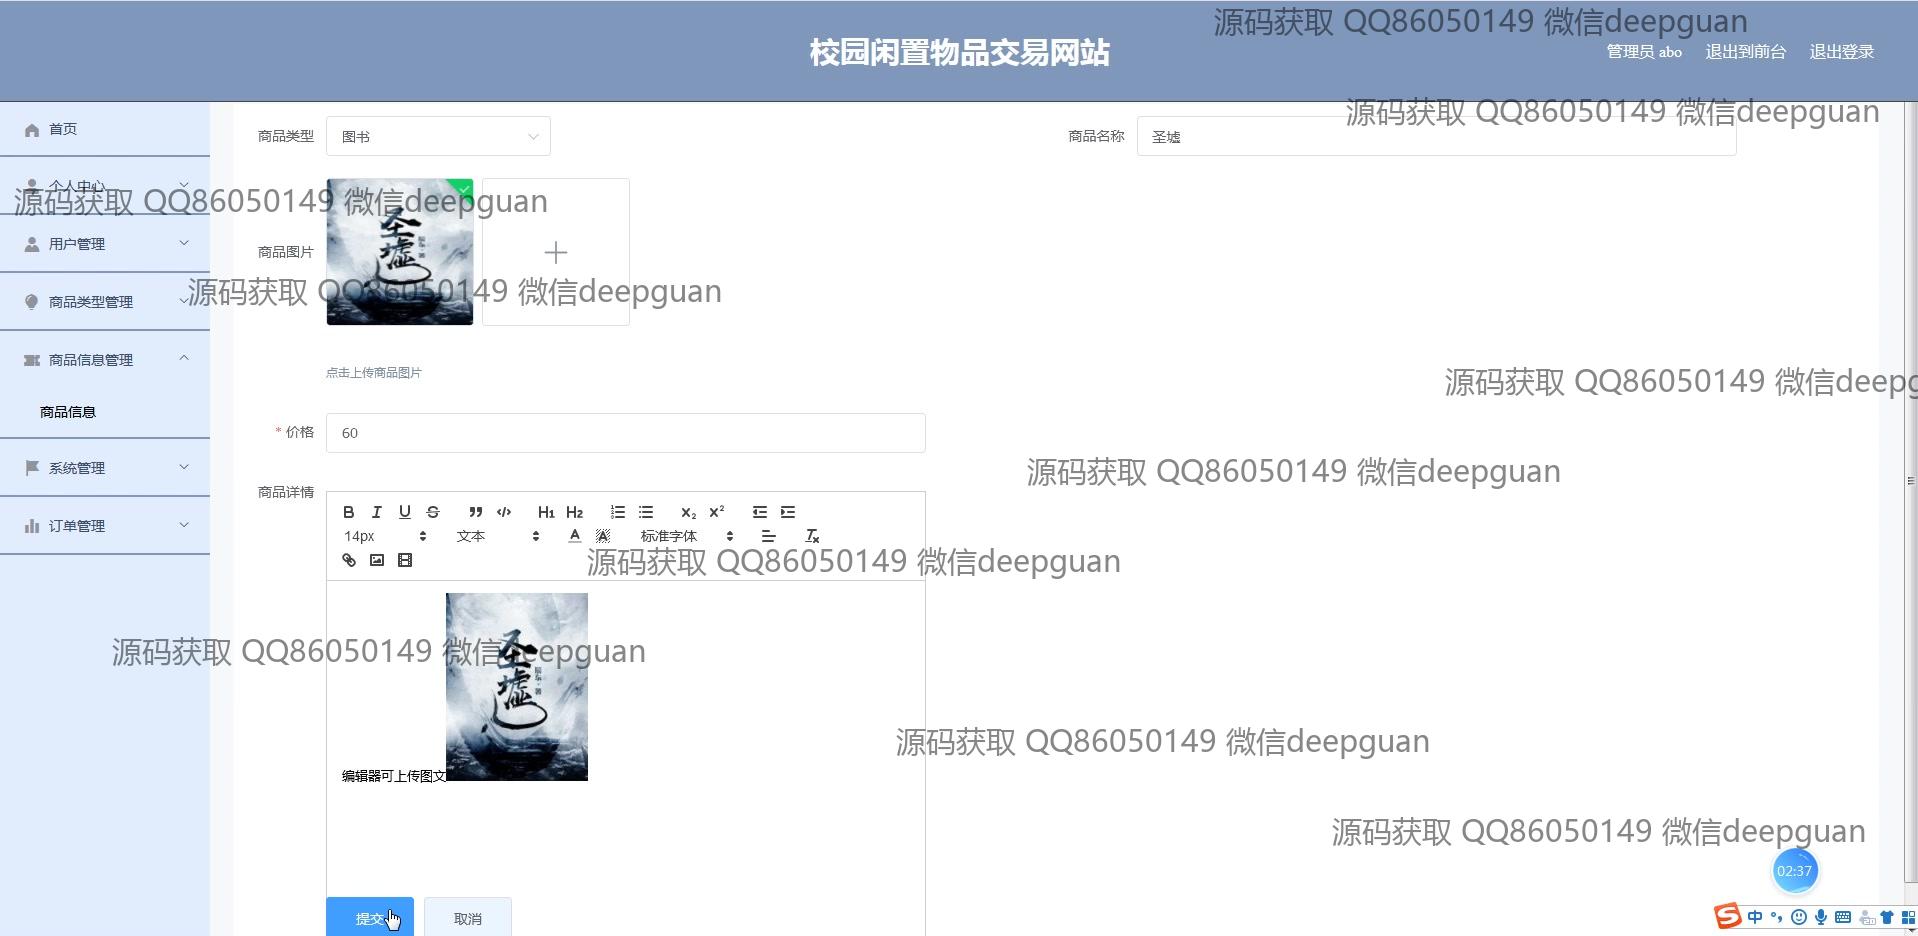 源码获取 QQ86050149 微信deepguan
校园闲置物品交易网站
管理员 abo 退出到前台 退出登录
源码获取 QQ86050149 微信deepguan
首页
商品类型 图书
商品名称 圣墟
个人中心
源码获取 QQ86050149 微信deepguan
圣墟
用户管理
商品图片
源码获取 QQ86050149 微信deepguan
商品类型管理
商品信息管理
点击上传商品图片
源码获取 QQ86050149 微信deepg
商品信息
* 价格 60
系统管理
源码获取 QQ86050149 微信deepguan
商品详情
B I U S H1 H2 X2 X2
订单管理
14px 文本 A A 标准字体 Tx
源码获取 QQ86050149 微信deepguan
源码获取 QQ86050149 微信deepguan
圣墟
辰东·著
源码获取 QQ86050149 微信deepguan
编辑器可上传图文
源码获取 QQ86050149 微信deepguan
02:37
提交 取消
S 中